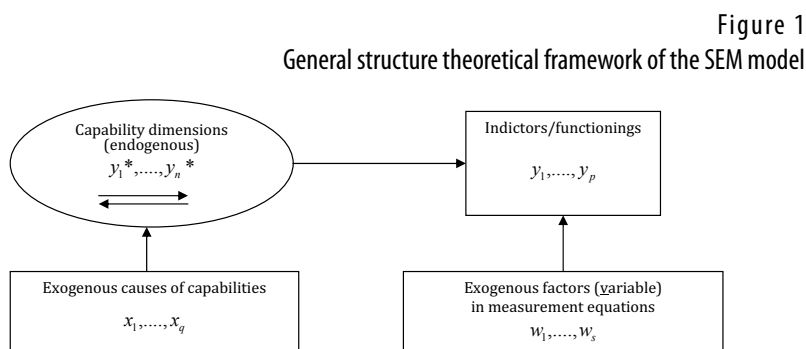 Figure 1
General structure theoretical framework of the SEM model
Capability dimensions
(endogenous)
y₁*,....,yₙ*
Indictors/functionings
y₁,....,yₚ
Exogenous causes of capabilities
x₁,....,x_q
Exogenous factors (variable)
in measurement equations
w₁,....,wₛ